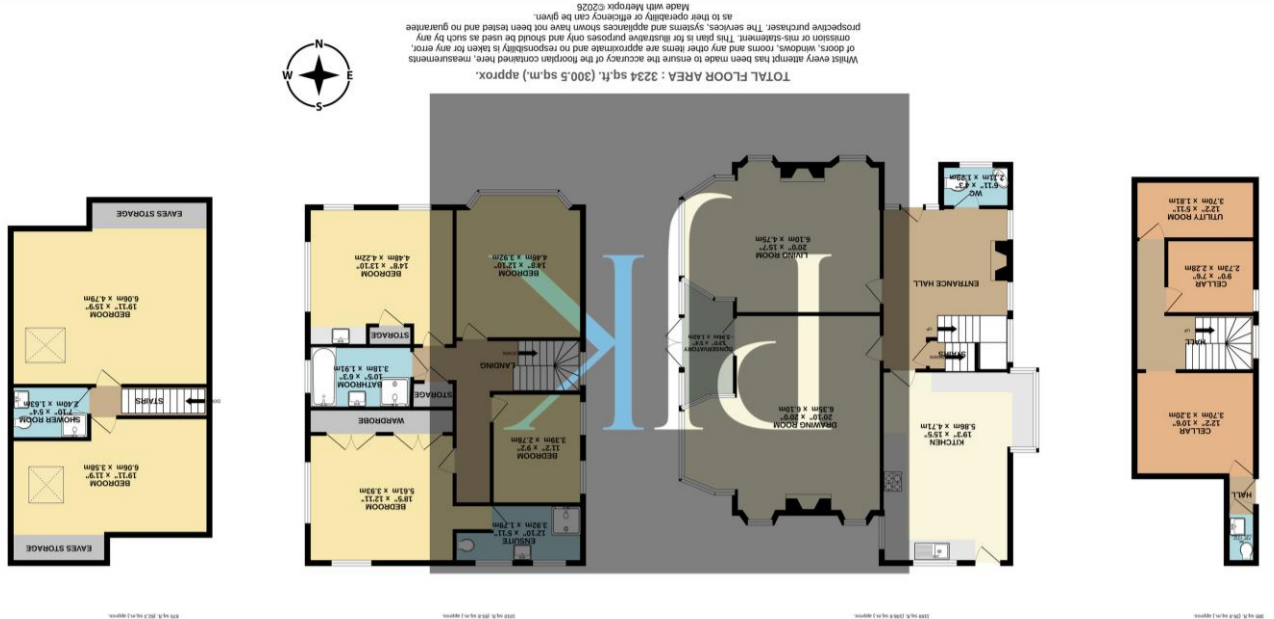 HALL
CELLAR
12'2" x 10'6"
3.70m x 3.20m
HALL
UP
CELLAR
9'0" x 7'6"
2.73m x 2.28m
UTILITY ROOM
12'2" x 5'11"
3.70m x 1.81m
KITCHEN
19'3" x 15'5"
5.86m x 4.71m
STAIRS
DOWN
UP
ENTRANCE HALL
WC
6'11" x 4'3"
DRAWING ROOM
20'10" x 20'0"
6.35m x 6.10m
CONSERVATORY
LIVING ROOM
20'0" x 15'7"
6.10m x 4.75m
ENSUITE
12'10" x 5'11"
3.92m x 1.79m
BEDROOM
11'2" x 9'2"
3.39m x 2.78m
LANDING
DOWN
BEDROOM
14'8" x 12'10"
4.46m x 3.92m
BEDROOM
18'5" x 12'11"
5.61m x 3.93m
WARDROBE
STORAGE
BATHROOM
10'5" x 6'3"
3.18m x 1.91m
STORAGE
BEDROOM
14'8" x 13'10"
4.48m x 4.22m
EAVES STORAGE
BEDROOM
19'11" x 11'9"
6.06m x 3.58m
SHOWER ROOM
7'10" x 5'4"
2.40m x 1.63m
STAIRS
DOWN
BEDROOM
19'11" x 15'9"
6.06m x 4.79m
EAVES STORAGE
N
W
E
S
TOTAL FLOOR AREA : 3234 sq.ft. (300.5 sq.m.) approx.
Whilst every attempt has been made to ensure the accuracy of the floorplan contained here, measurements
of doors, windows, rooms and any other items are approximate and no responsibility is taken for any error,
omission or mis-statement. This plan is for illustrative purposes only and should be used as such by any
prospective purchaser. The services, systems and appliances shown have not been tested and no guarantee
as to their operability or efficiency can be given.
Made with Metropix ©2026